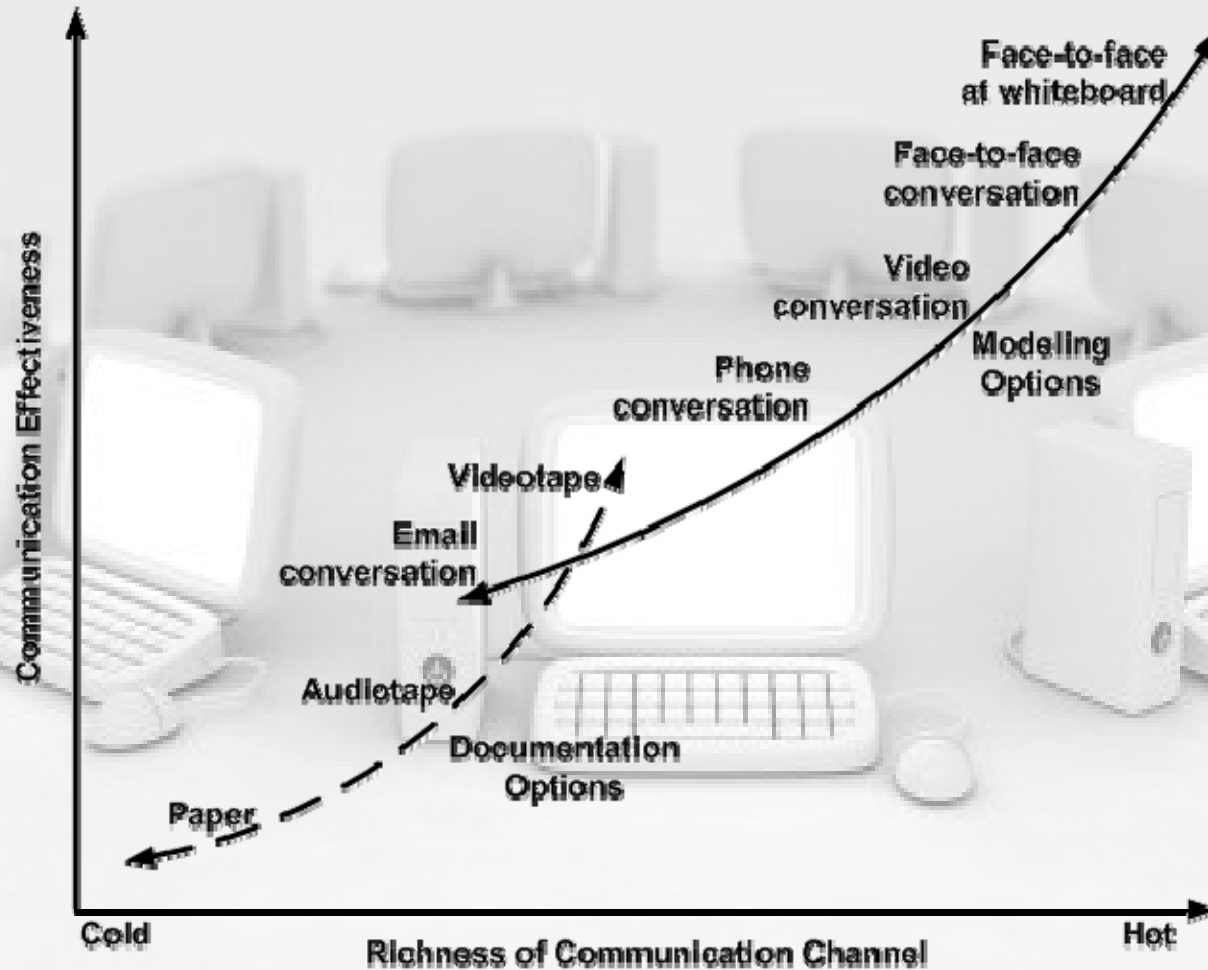 Face-to-face
at whiteboard
Face-to-face
conversation
Video
conversation
Modeling
Options
Phone
conversation
Videotape
Email
conversation
Audiotape
Documentation
Options
Paper
Communication Effectiveness
Cold
Hot
Richness of Communication Channel